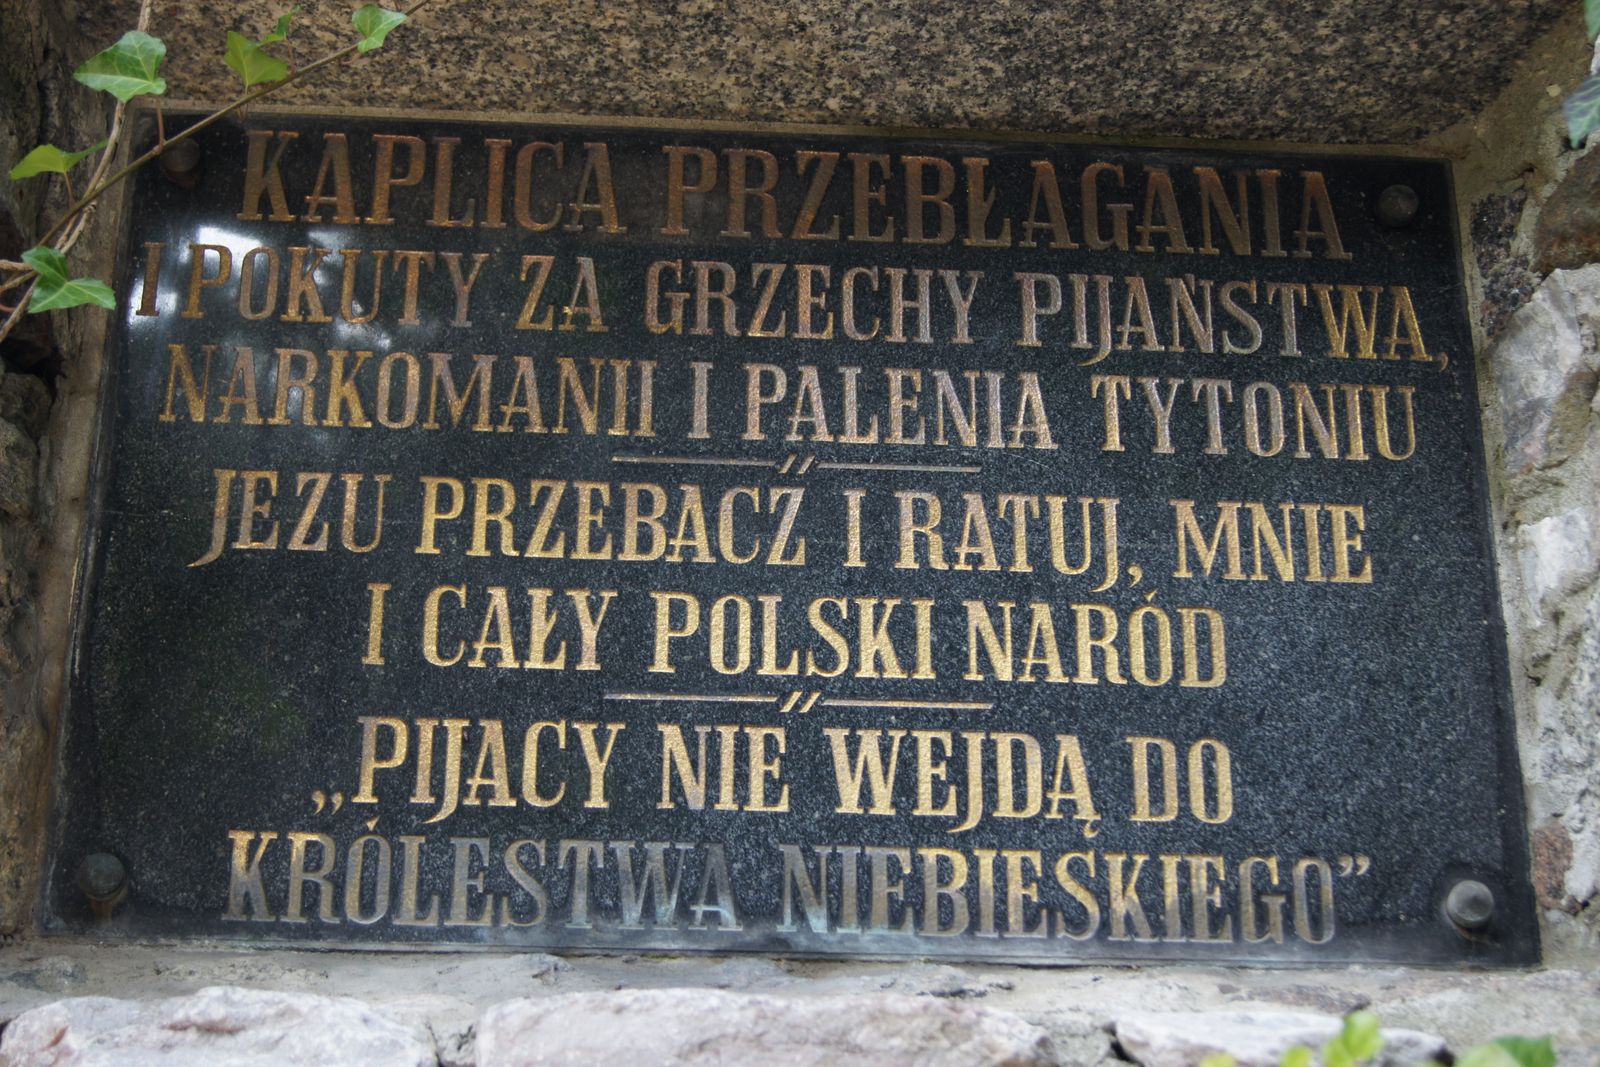 KAPLICA PRZEBŁAGANIA
I POKUTY ZA GRZECHY PIJAŃSTWA,
NARKOMANII I PALENIA TYTONIU
JEZU PRZEBACZ I RATUJ, MNIE
I CAŁY POLSKI NARÓD
„PIJACY NIE WEJDĄ DO
KRÓLESTWA NIEBIESKIEGO”